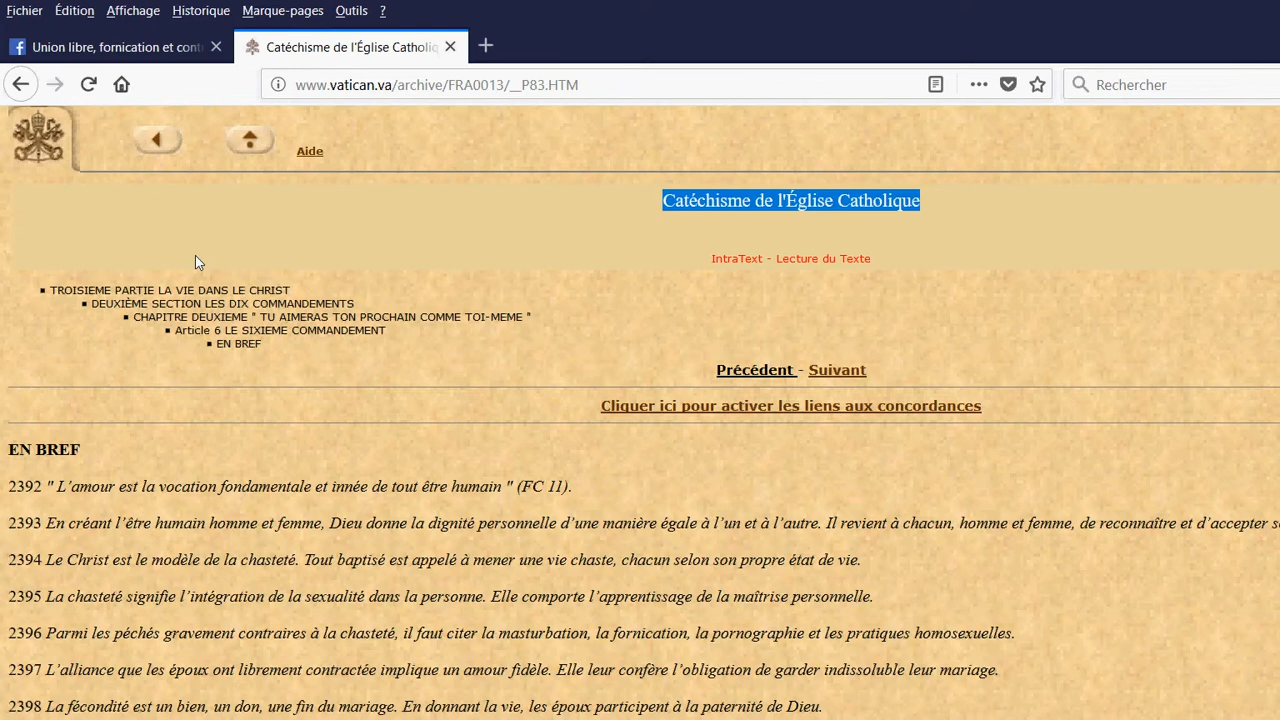 Fichier Édition Affichage Historique Marque-pages Outils ?
Union libre, fornication et con
Catéchisme de l'Église Catholiq
www.vatican.va/archive/FRA0013/__P83.HTM
Rechercher
Aide
Catéchisme de l'Église Catholique
IntraText - Lecture du Texte
TROISIEME PARTIE LA VIE DANS LE CHRIST
DEUXIÈME SECTION LES DIX COMMANDEMENTS
CHAPITRE DEUXIEME " TU AIMERAS TON PROCHAIN COMME TOI-MEME "
Article 6 LE SIXIEME COMMANDEMENT
EN BREF
Précédent - Suivant
Cliquer ici pour activer les liens aux concordances
EN BREF
2392 " L’amour est la vocation fondamentale et innée de tout être humain " (FC 11).
2393 En créant l’être humain homme et femme, Dieu donne la dignité personnelle d’une manière égale à l’un et à l’autre. Il revient à chacun, homme et femme, de reconnaître et d’accepter s
2394 Le Christ est le modèle de la chasteté. Tout baptisé est appelé à mener une vie chaste, chacun selon son propre état de vie.
2395 La chasteté signifie l’intégration de la sexualité dans la personne. Elle comporte l’apprentissage de la maîtrise personnelle.
2396 Parmi les péchés gravement contraires à la chasteté, il faut citer la masturbation, la fornication, la pornographie et les pratiques homosexuelles.
2397 L’alliance que les époux ont librement contractée implique un amour fidèle. Elle leur confère l’obligation de garder indissoluble leur mariage.
2398 La fécondité est un bien, un don, une fin du mariage. En donnant la vie, les époux participent à la paternité de Dieu.